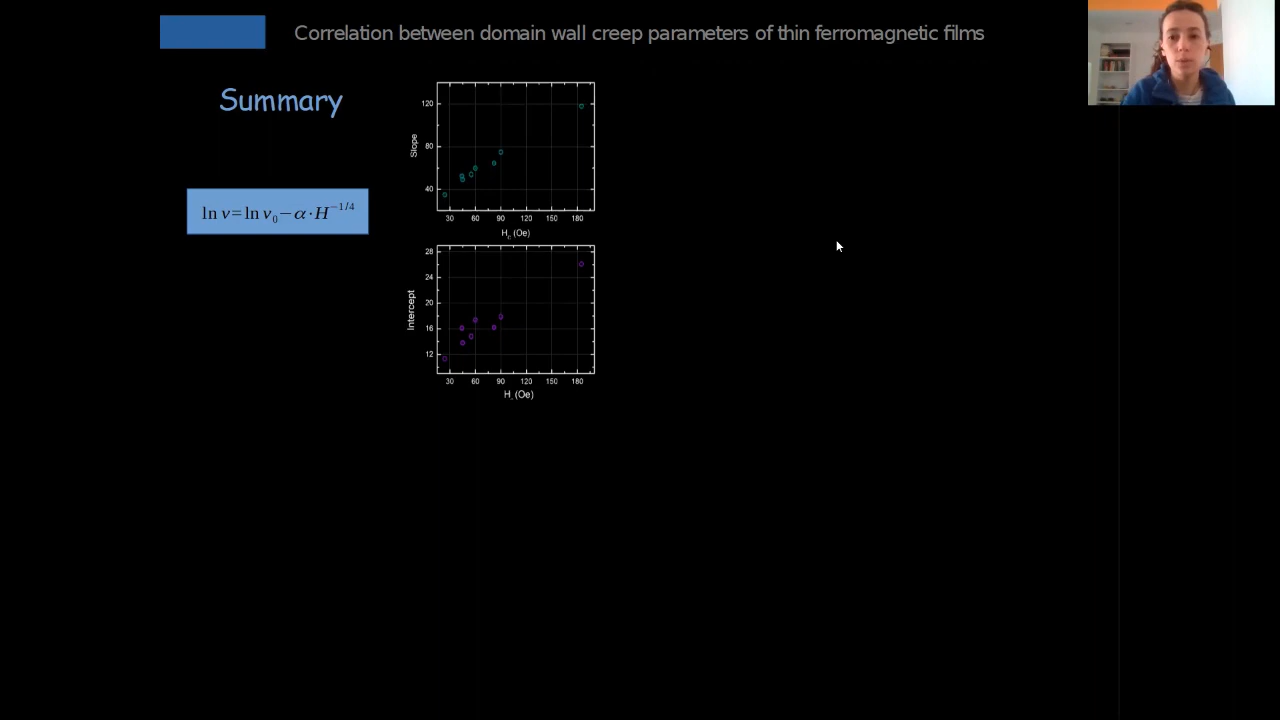 Correlation between domain wall creep parameters of thin ferromagnetic films
Summary
ln v=ln v₀−α·H⁻¹/⁴
Slope
120
80
40
30 60 90 120 150 180
H꜀ (Oe)
Intercept
28
24
20
16
12
30 60 90 120 150 180
H (Oe)